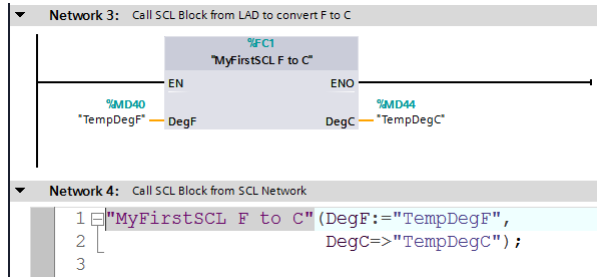 Network 3: Call SCL Block from LAD to convert F to C
%FC1
"MyFirstSCL F to C"
EN ENO
%MD40 %MD44
"TempDegF" DegF DegC "TempDegC"
Network 4: Call SCL Block from SCL Network
1 "MyFirstSCL F to C"(DegF:="TempDegF",
2 DegC=>"TempDegC");
3